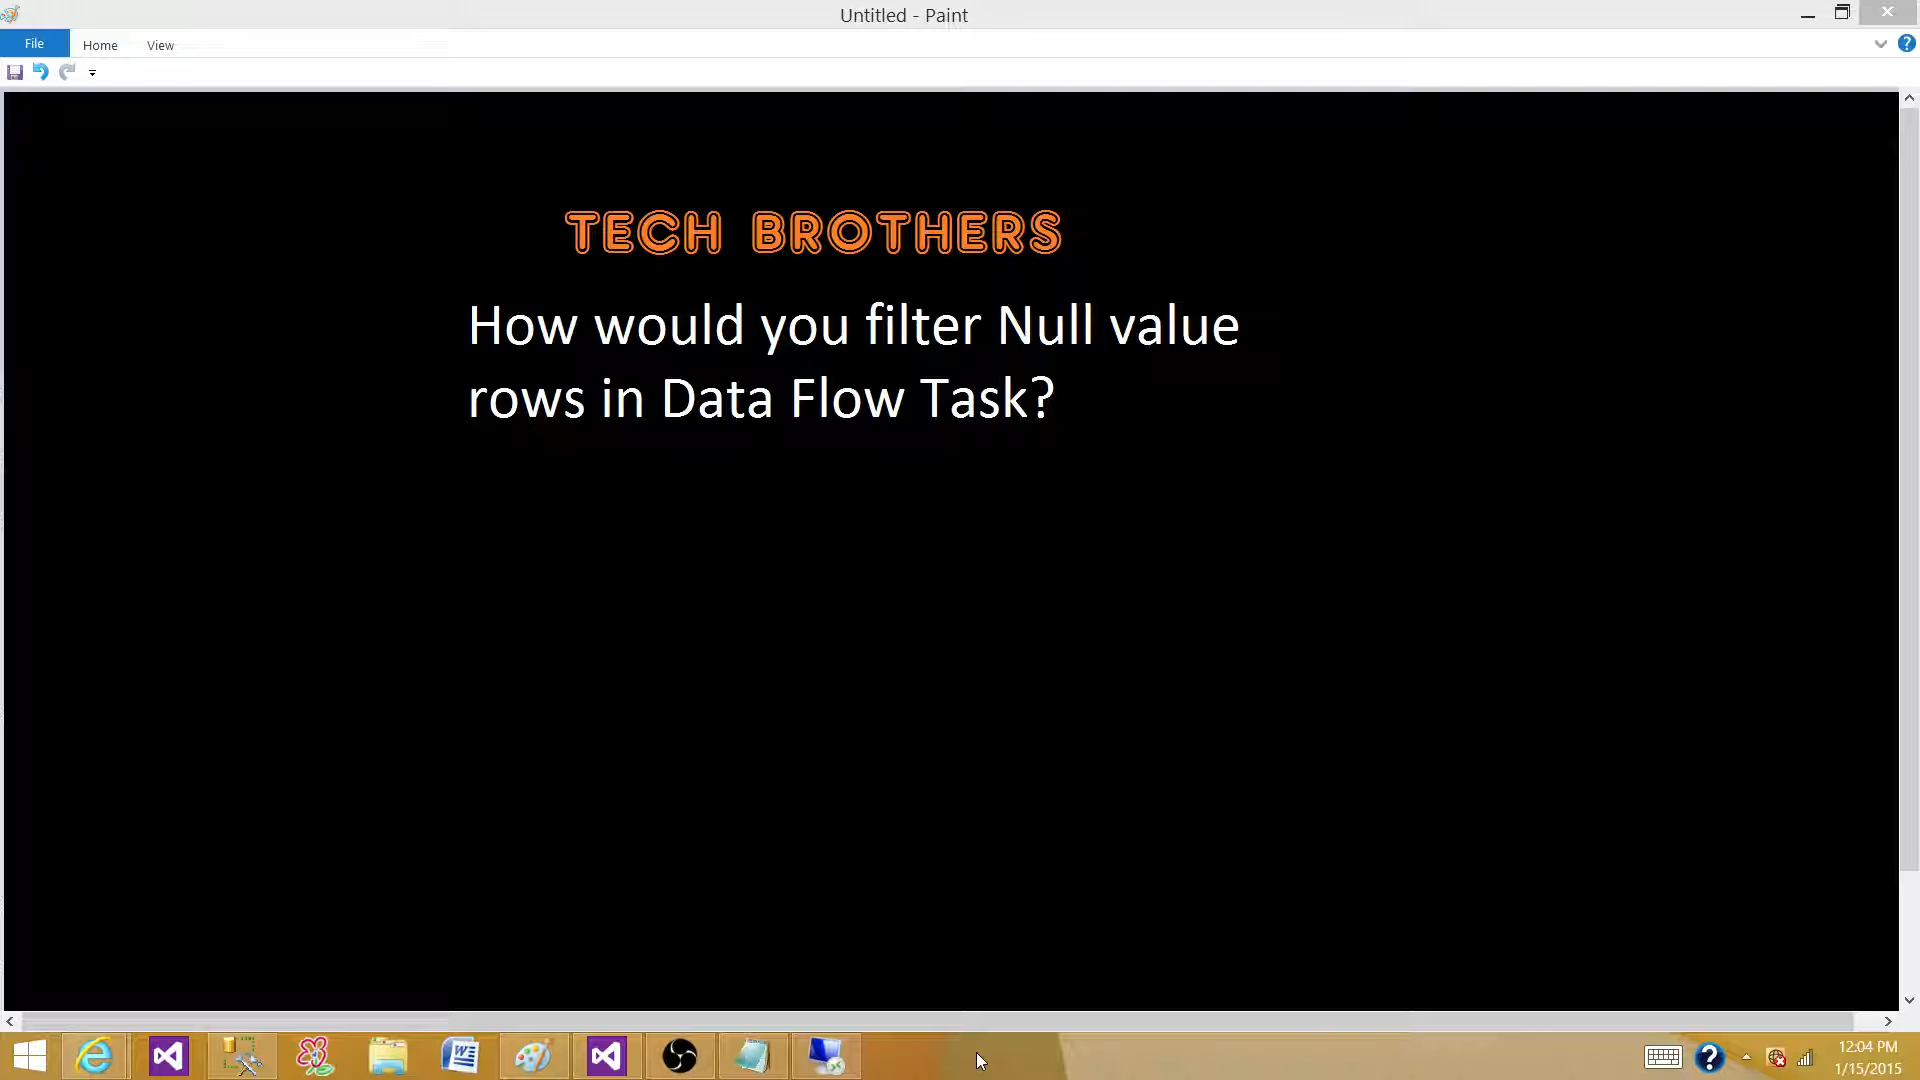 Untitled - Paint
File Home View
TECH BROTHERS
How would you filter Null value
rows in Data Flow Task?
12:04 PM
1/15/2015